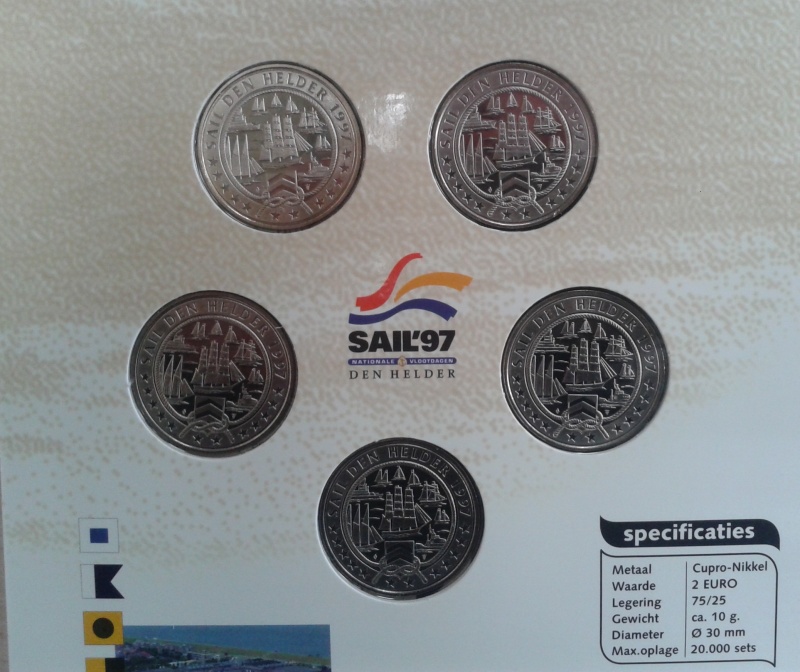 SAIL DEN HELDER 1997
SAIL DEN HELDER 1997
SAIL'97
NATIONALE VLOOTDAGEN
DEN HELDER
SAIL DEN HELDER 1997
SAIL DEN HELDER 1997
SAIL DEN HELDER 1997
specificaties
Metaal Cupro-Nikkel
Waarde 2 EURO
Legering 75/25
Gewicht ca. 10 g.
Diameter Ø 30 mm
Max.oplage 20.000 sets